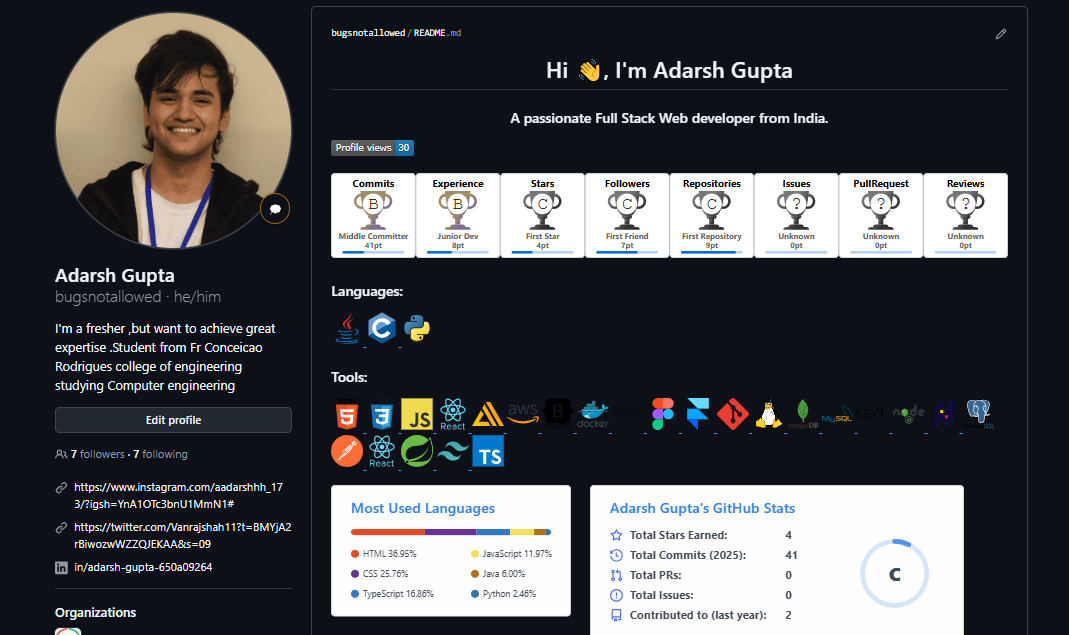 Adarsh Gupta
bugsnotallowed · he/him
I'm a fresher ,but want to achieve great
expertise .Student from Fr Conceicao
Rodrigues college of engineering
studying Computer engineering
Edit profile
7 followers · 7 following
https://www.instagram.com/aadarshhh_17
3/?igsh=YnA1OTc3bnU1MmN1#
https://twitter.com/Vanrajshah11?t=BMYjA2
rBiwozwWZZQJEKAA&s=09
in/adarsh-gupta-650a09264
Organizations
bugsnotallowed/README.md
Hi 👋, I'm Adarsh Gupta
A passionate Full Stack Web developer from India.
Profile views 30
Commits
B
Middle Committer
41pt
Experience
B
Junior Dev
8pt
Stars
C
First Star
4pt
Followers
C
First Friend
7pt
Repositories
C
First Repository
9pt
Issues
?
Unknown
0pt
PullRequest
?
Unknown
0pt
Reviews
?
Unknown
0pt
Languages:
C
Tools:
HTML
5
3
JS
React
aws
B
docker
mongoDB
MySQL
NEXT
node
React
TS
Most Used Languages
HTML 36.95%
CSS 25.76%
TypeScript 16.86%
JavaScript 11.97%
Java 6.00%
Python 2.46%
Adarsh Gupta's GitHub Stats
Total Stars Earned: 4
Total Commits (2025): 41
Total PRs: 0
Total Issues: 0
Contributed to (last year): 2
C